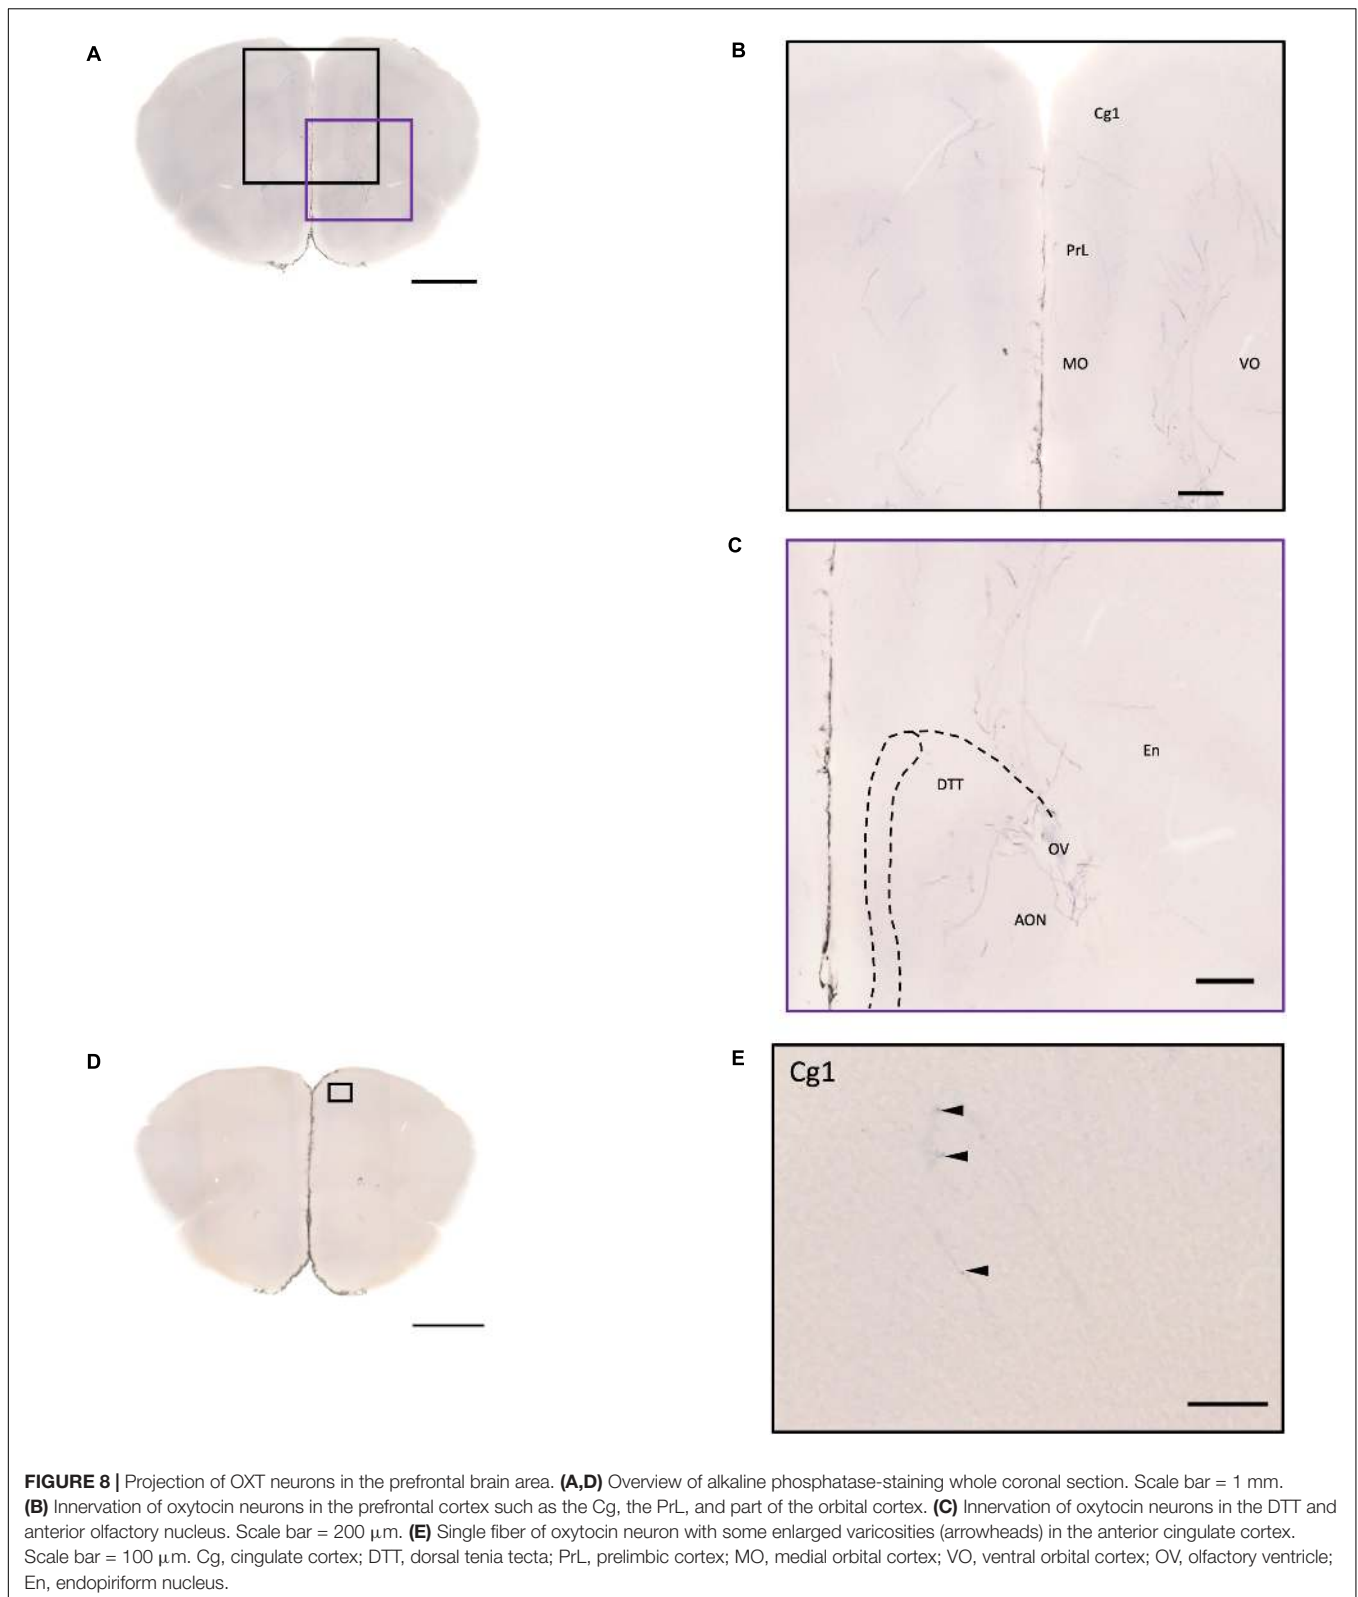 A
B
Cg1
PrL
MO
VO
C
DTT
En
OV
AON
D
E
Cg1
FIGURE 8 | Projection of OXT neurons in the prefrontal brain area. (A,D) Overview of alkaline phosphatase-staining whole coronal section. Scale bar = 1 mm.
(B) Innervation of oxytocin neurons in the prefrontal cortex such as the Cg, the PrL, and part of the orbital cortex. (C) Innervation of oxytocin neurons in the DTT and
anterior olfactory nucleus. Scale bar = 200 μm. (E) Single fiber of oxytocin neuron with some enlarged varicosities (arrowheads) in the anterior cingulate cortex.
Scale bar = 100 μm. Cg, cingulate cortex; DTT, dorsal tenia tecta; PrL, prelimbic cortex; MO, medial orbital cortex; VO, ventral orbital cortex; OV, olfactory ventricle;
En, endopiriform nucleus.